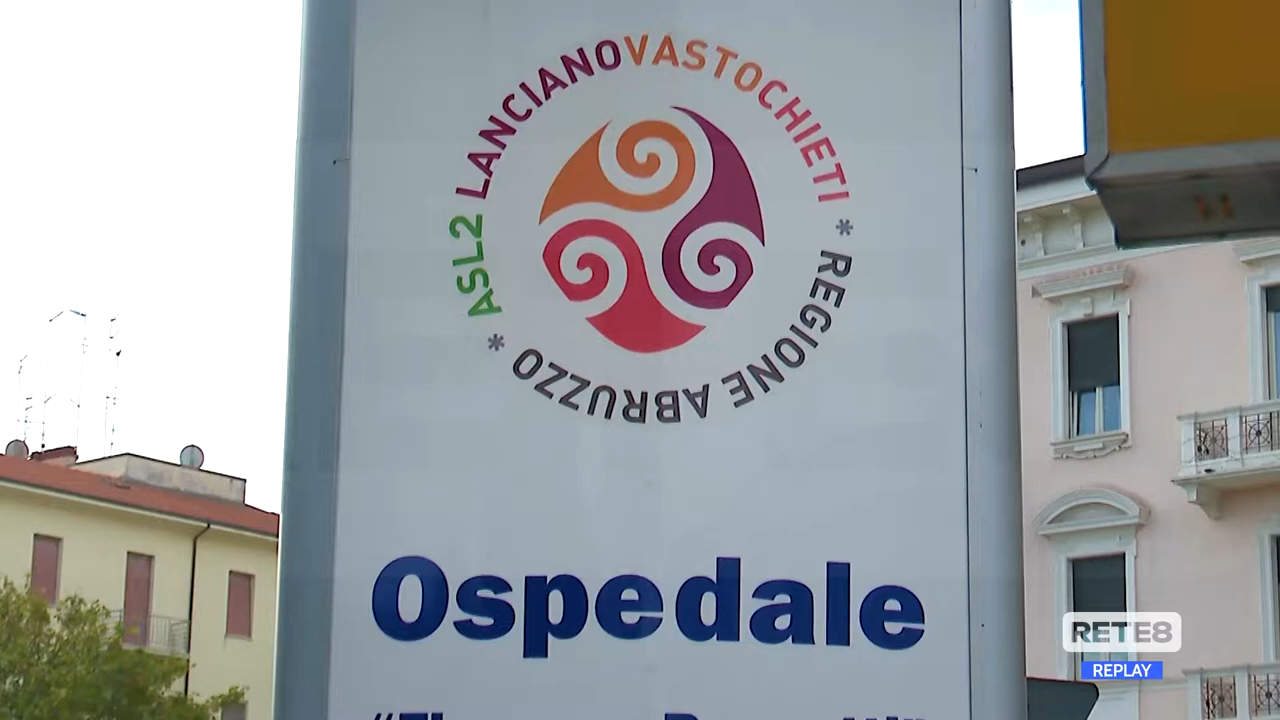 ASL2 LANCIANOVASTOCHIETI * REGIONE ABRUZZO *
Ospedale
RETE8
REPLAY